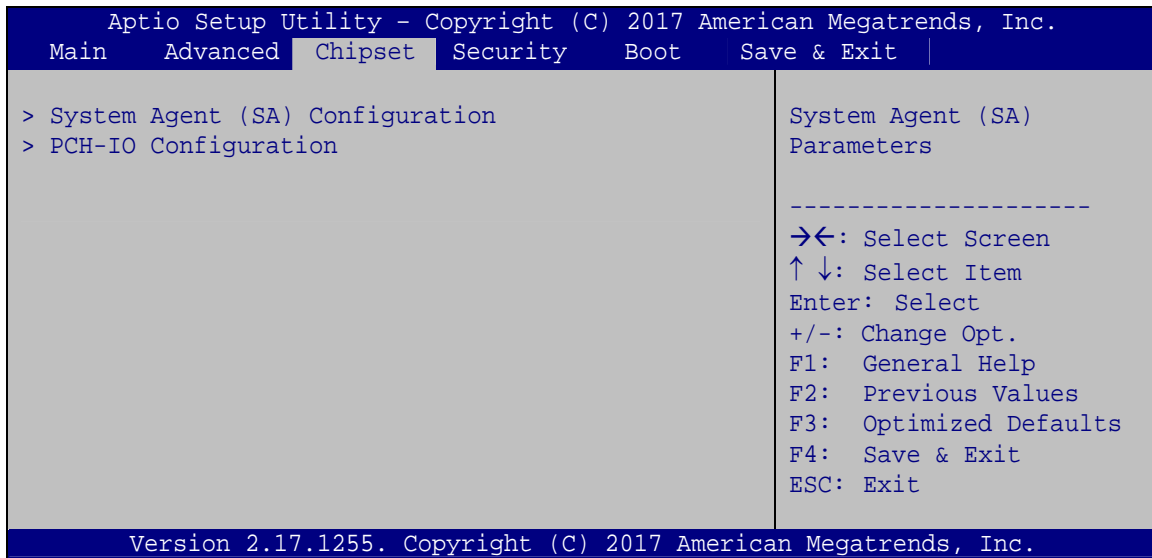 Aptio Setup Utility – Copyright (C) 2017 American Megatrends, Inc.
Main Advanced Chipset Security Boot Save & Exit
> System Agent (SA) Configuration
> PCH-IO Configuration
System Agent (SA)
Parameters
---------------------
→←: Select Screen
↑ ↓: Select Item
Enter: Select
+/-: Change Opt.
F1: General Help
F2: Previous Values
F3: Optimized Defaults
F4: Save & Exit
ESC: Exit
Version 2.17.1255. Copyright (C) 2017 American Megatrends, Inc.